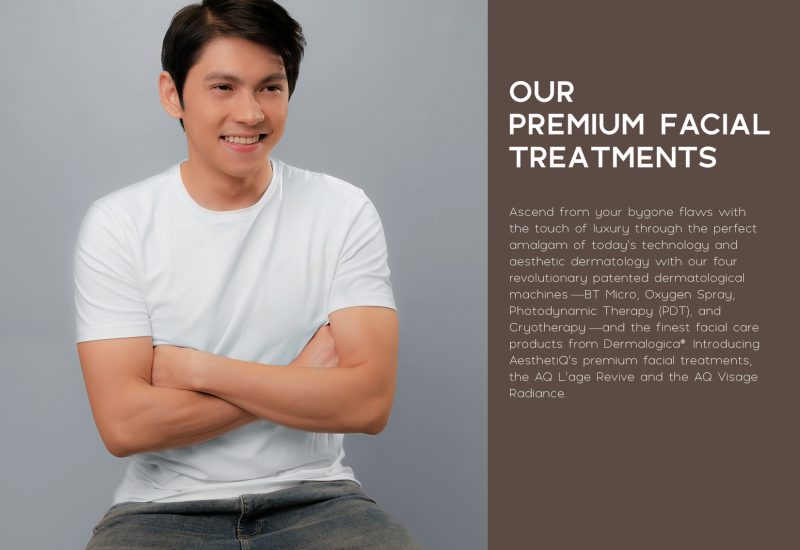 OUR
PREMIUM FACIAL
TREATMENTS
Ascend from your bygone flaws with
the touch of luxury through the perfect
amalgam of today's technology and
aesthetic dermatology with our four
revolutionary patented dermatological
machines—BT Micro, Oxygen Spray,
Photodynamic Therapy (PDT), and
Cryotherapy—and the finest facial care
products from Dermalogica®. Introducing
AesthetiQ's premium facial treatments,
the AQ L'age Revive and the AQ Visage
Radiance.